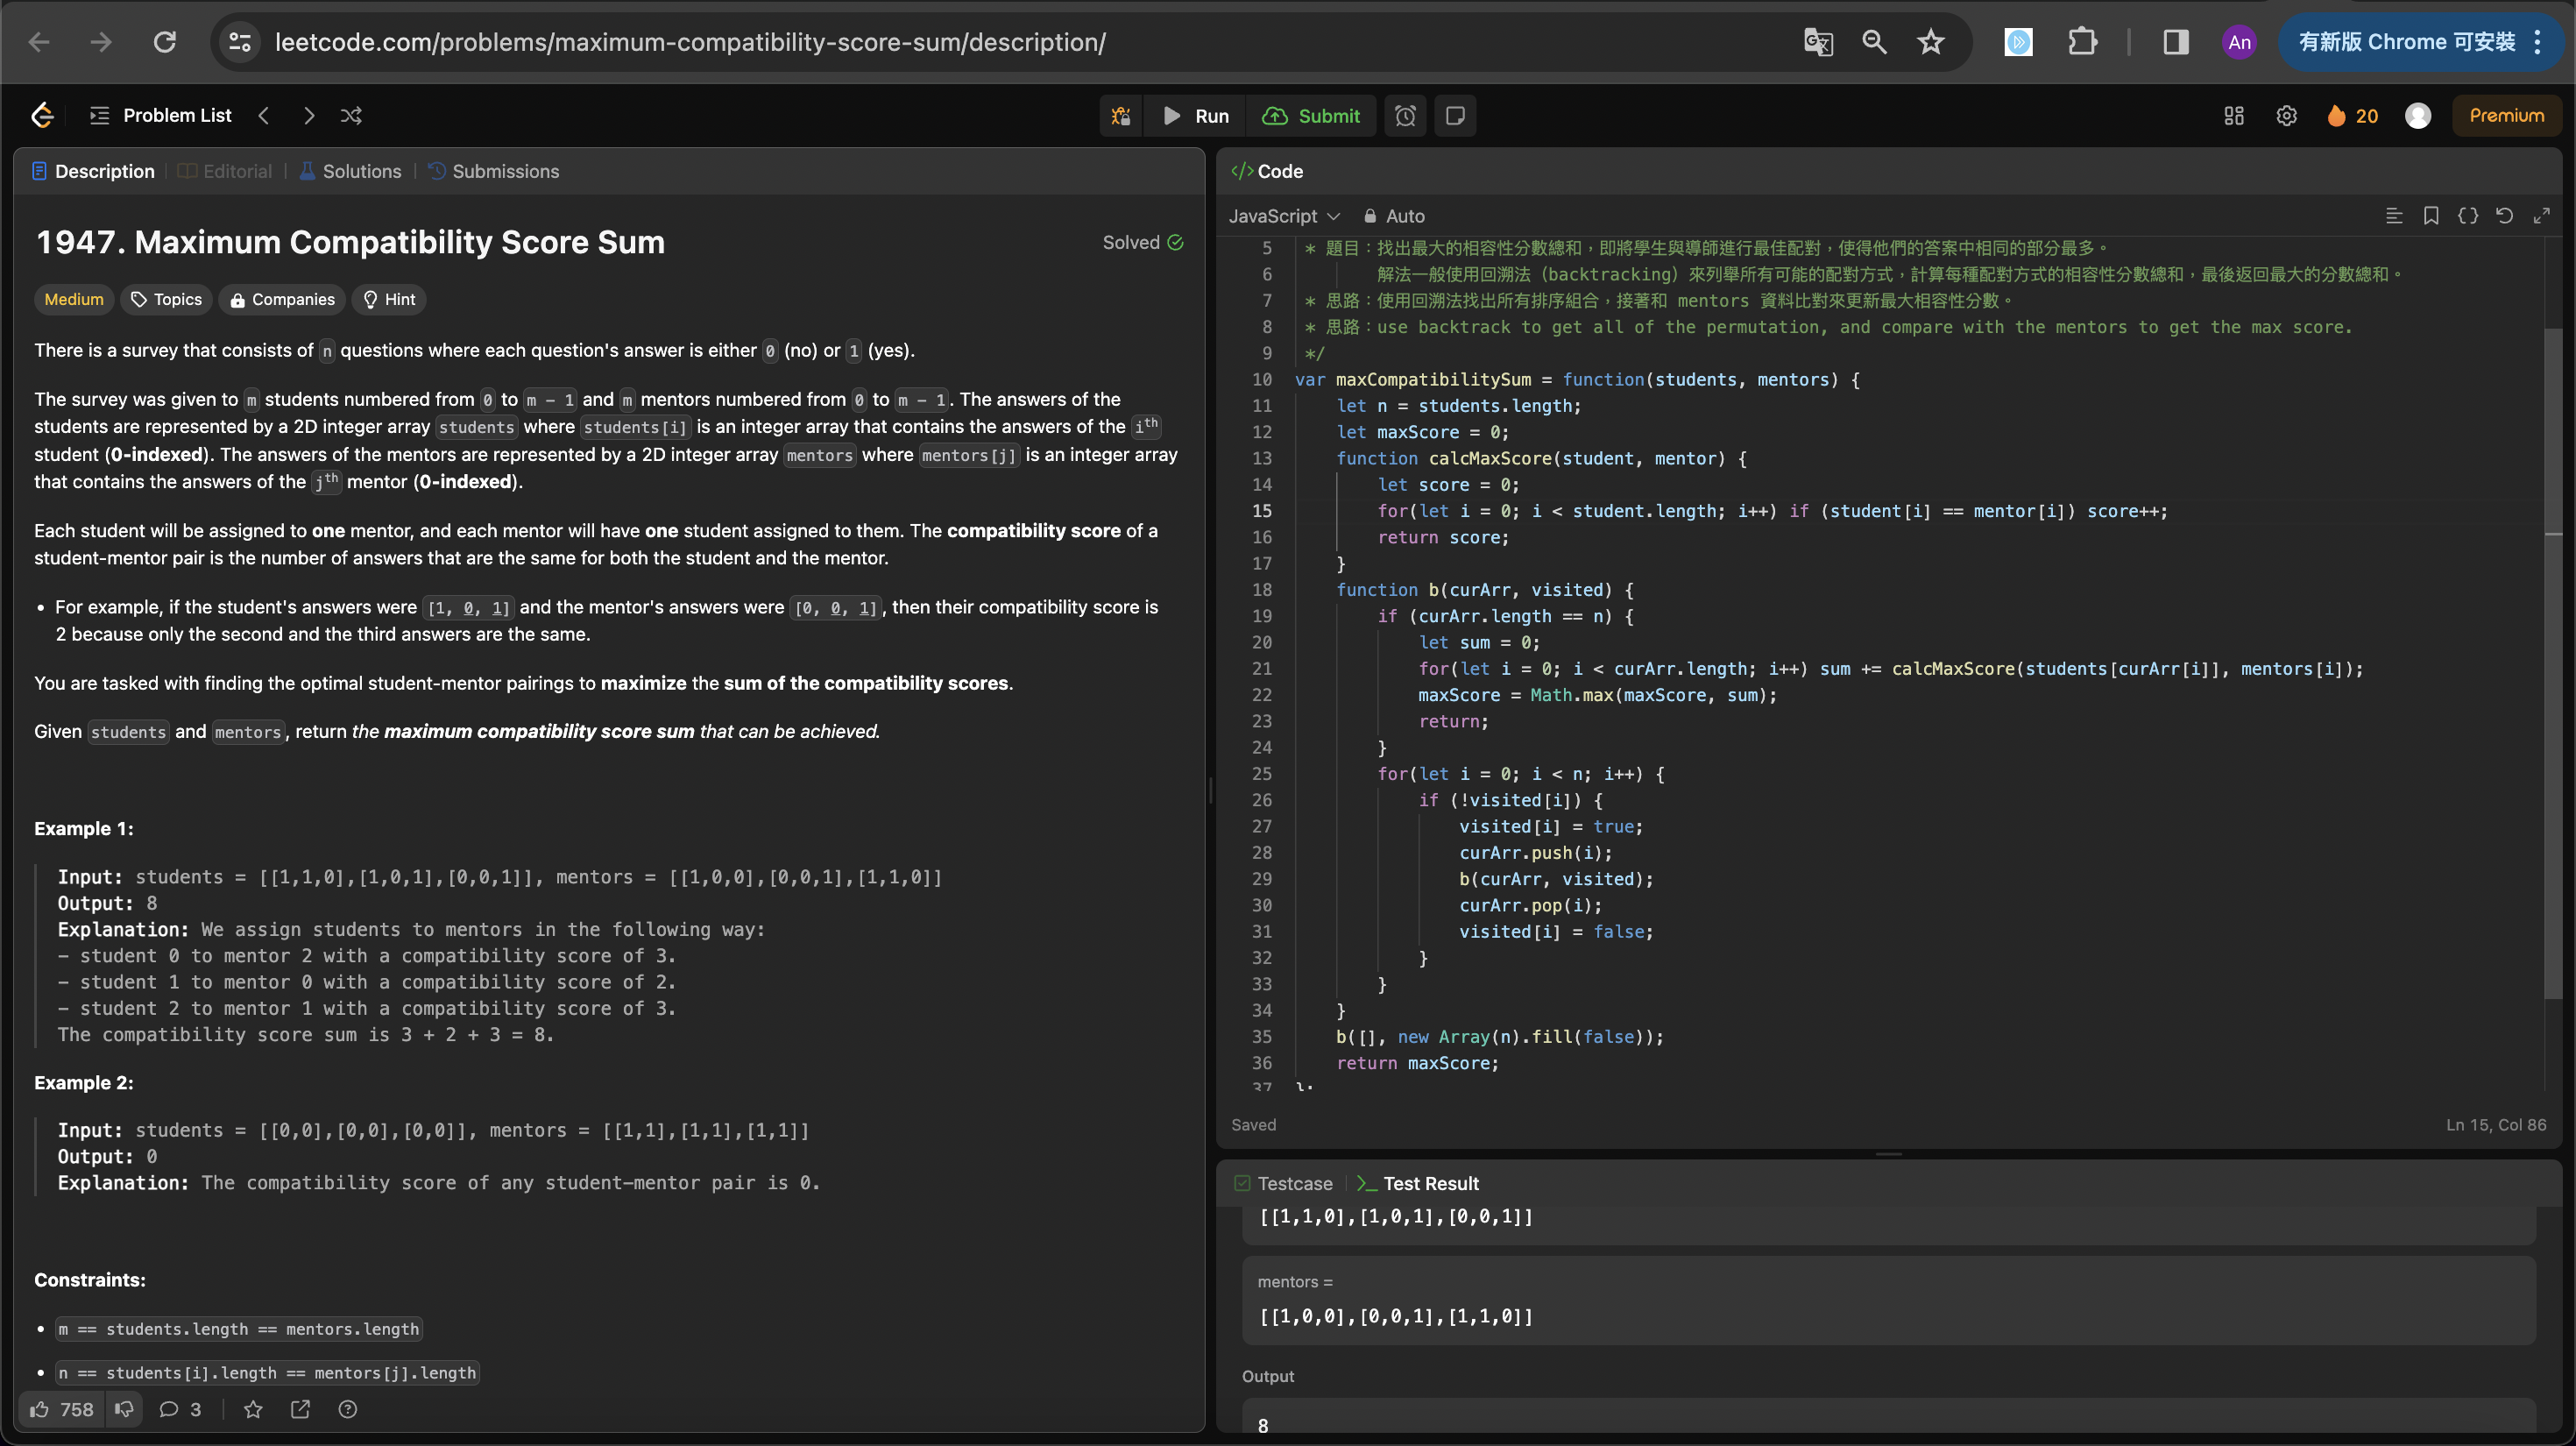 leetcode.com/problems/maximum-compatibility-score-sum/description/
An
有新版 Chrome 可安裝
Problem List
Run
Submit
20
Premium
Description
Editorial
Solutions
Submissions
1947. Maximum Compatibility Score Sum
Solved
Medium
Topics
Companies
Hint
There is a survey that consists of n questions where each question's answer is either 0 (no) or 1 (yes).
The survey was given to m students numbered from 0 to m - 1 and m mentors numbered from 0 to m - 1. The answers of the
students are represented by a 2D integer array students where students[i] is an integer array that contains the answers of the ith
student (0-indexed). The answers of the mentors are represented by a 2D integer array mentors where mentors[j] is an integer array
that contains the answers of the jth mentor (0-indexed).
Each student will be assigned to one mentor, and each mentor will have one student assigned to them. The compatibility score of a
student-mentor pair is the number of answers that are the same for both the student and the mentor.
• For example, if the student's answers were [1, 0, 1] and the mentor's answers were [0, 0, 1], then their compatibility score is
2 because only the second and the third answers are the same.
You are tasked with finding the optimal student-mentor pairings to maximize the sum of the compatibility scores.
Given students and mentors, return the maximum compatibility score sum that can be achieved.
Example 1:
Input: students = [[1,1,0],[1,0,1],[0,0,1]], mentors = [[1,0,0],[0,0,1],[1,1,0]]
Output: 8
Explanation: We assign students to mentors in the following way:
- student 0 to mentor 2 with a compatibility score of 3.
- student 1 to mentor 0 with a compatibility score of 2.
- student 2 to mentor 1 with a compatibility score of 3.
The compatibility score sum is 3 + 2 + 3 = 8.
Example 2:
Input: students = [[0,0],[0,0],[0,0]], mentors = [[1,1],[1,1],[1,1]]
Output: 0
Explanation: The compatibility score of any student-mentor pair is 0.
Constraints:
• m == students.length == mentors.length
• n == students[i].length == mentors[j].length
758
3
</> Code
JavaScript
Auto
5 * 題目：找出最大的相容性分數總和，即將學生與導師進行最佳配對，使得他們的答案中相同的部分最多。
6 解法一般使用回溯法（backtracking）來列舉所有可能的配對方式，計算每種配對方式的相容性分數總和，最後返回最大的分數總和。
7 * 思路：使用回溯法找出所有排序組合，接著和 mentors 資料比對來更新最大相容性分數。
8 * 思路：use backtrack to get all of the permutation, and compare with the mentors to get the max score.
9 */
10 var maxCompatibilitySum = function(students, mentors) {
11 let n = students.length;
12 let maxScore = 0;
13 function calcMaxScore(student, mentor) {
14 let score = 0;
15 for(let i = 0; i < student.length; i++) if (student[i] == mentor[i]) score++;
16 return score;
17 }
18 function b(curArr, visited) {
19 if (curArr.length == n) {
20 let sum = 0;
21 for(let i = 0; i < curArr.length; i++) sum += calcMaxScore(students[curArr[i]], mentors[i]);
22 maxScore = Math.max(maxScore, sum);
23 return;
24 }
25 for(let i = 0; i < n; i++) {
26 if (!visited[i]) {
27 visited[i] = true;
28 curArr.push(i);
29 b(curArr, visited);
30 curArr.pop(i);
31 visited[i] = false;
32 }
33 }
34 }
35 b([], new Array(n).fill(false));
36 return maxScore;
37 };
Saved
Ln 15, Col 86
Testcase
Test Result
[[1,1,0],[1,0,1],[0,0,1]]
mentors =
[[1,0,0],[0,0,1],[1,1,0]]
Output
8